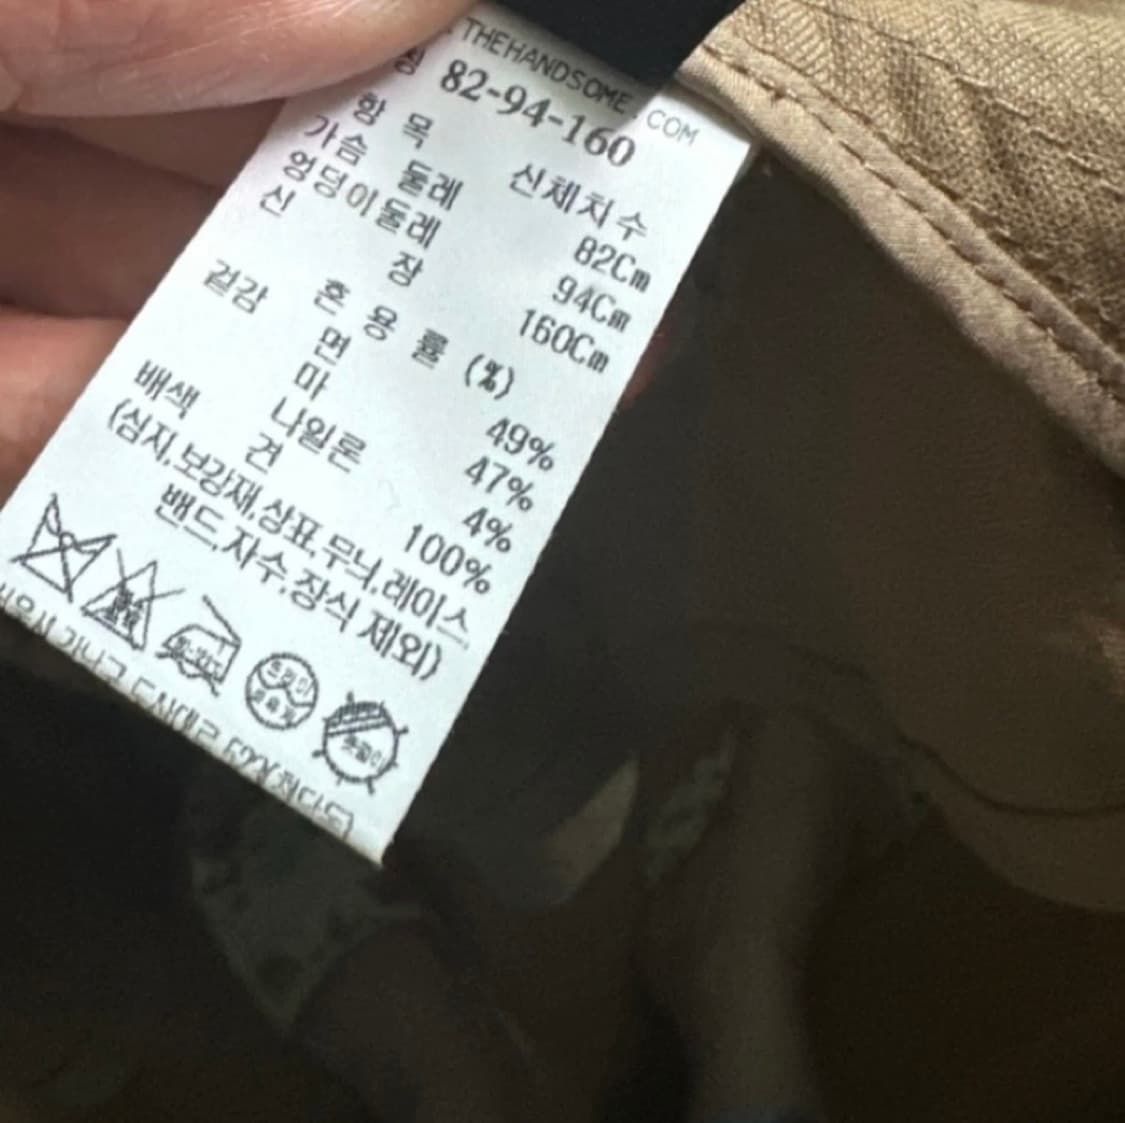 THEHANDSOME.COM
82-94-160
항 목 신체치수
가슴 둘레 82Cm
엉덩이둘레 94Cm
신 장 160Cm
혼 용 률 (%)
겉감 면 49%
마 47%
나일론 4%
배색 견 100%
(심지,보강재,상표,무늬,레이스,
밴드,자수,장식 제외)
드라이